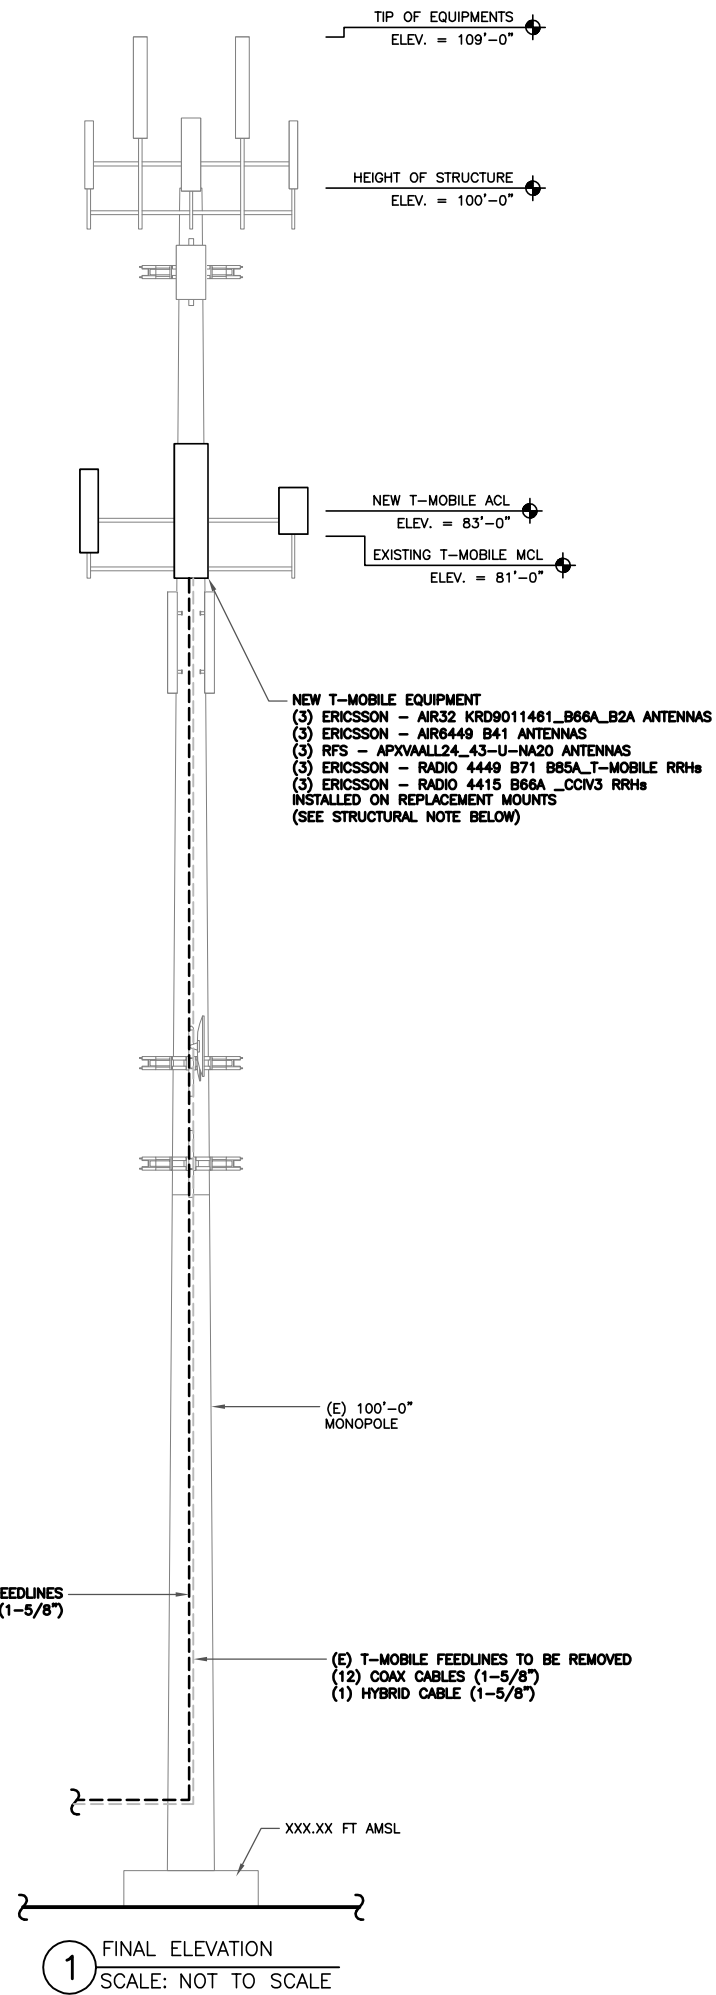 TIP OF EQUIPMENTS
ELEV. = 109'-0"
HEIGHT OF STRUCTURE
ELEV. = 100'-0"
NEW T-MOBILE ACL
ELEV. = 83'-0"
EXISTING T-MOBILE MCL
ELEV. = 81'-0"
NEW T-MOBILE EQUIPMENT
(3) ERICSSON - AIR32 KRD9011461_B66A_B2A ANTENNAS
(3) ERICSSON - AIR6449 B41 ANTENNAS
(3) RFS - APXVAALL24_43-U-NA20 ANTENNAS
(3) ERICSSON - RADIO 4449 B71 B85A_T-MOBILE RRHs
(3) ERICSSON - RADIO 4415 B66A _CCIV3 RRHs
INSTALLED ON REPLACEMENT MOUNTS
(SEE STRUCTURAL NOTE BELOW)
(E) 100'-0"
MONOPOLE
EEDLINES
(1-5/8")
(E) T-MOBILE FEEDLINES TO BE REMOVED
(12) COAX CABLES (1-5/8")
(1) HYBRID CABLE (1-5/8")
XXX.XX FT AMSL
1 FINAL ELEVATION
SCALE: NOT TO SCALE